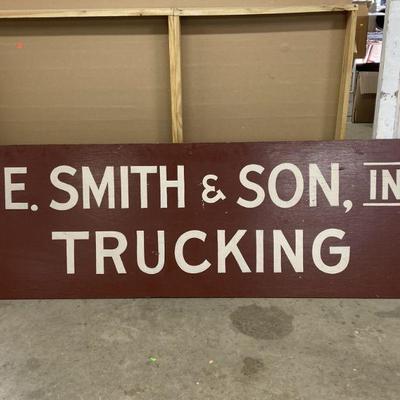 E. SMITH & SON, IN
TRUCKING